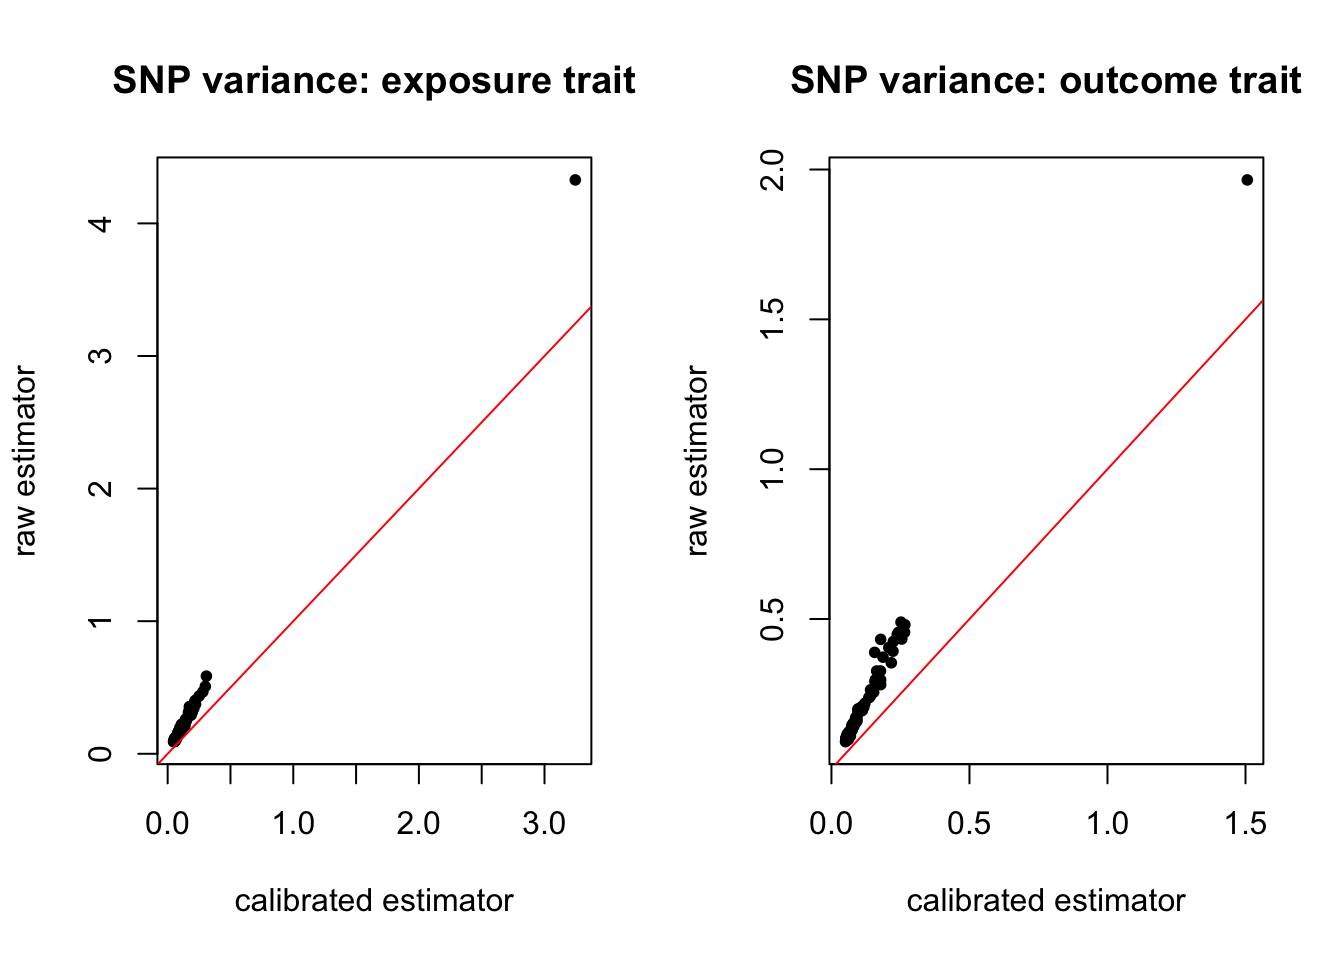 SNP variance: exposure trait
raw estimator
4
3
2
1
0
0.0 1.0 2.0 3.0
calibrated estimator
SNP variance: outcome trait
raw estimator
2.0
1.5
1.0
0.5
0.0 0.5 1.0 1.5
calibrated estimator